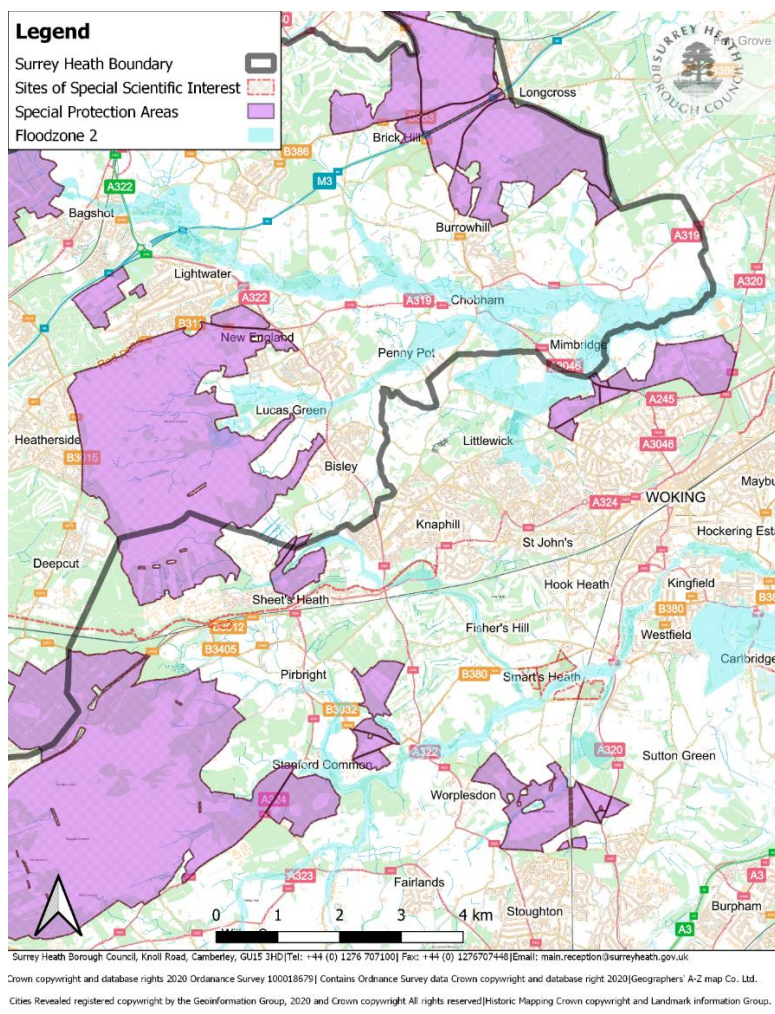 Legend
Surrey Heath Boundary
Sites of Special Scientific Interest
Special Protection Areas
Floodzone 2
SURREY HEATH
BOROUGH COUNCIL
Fan Grove
Longcross
Brick Hill
B386
M3
A322
Bagshot
Burrowhill
A319
A320
Lightwater
A322
A319
Chobham
New England
Penny Pot
Mimbridge
A3046
Lucas Green
A245
Heatherside
B3015
Bisley
Littlewick
A3046
A324
WOKING
Knaphill
St John's
Deepcut
Hook Heath
Kingfield
Sheet's Heath
B380
B3012
Fisher's Hill
Westfield
B3405
Pirbright
B380
Smart's Heath
B3032
A322
A320
Sutton Green
Stanford Common
A324
Worplesdon
A323
Fairlands
A3
Stoughton
A3
Burpham
0 1 2 3 4 km
Surrey Heath Borough Council, Knoll Road, Camberley, GU15 3HD|Tel: +44 (0) 1276 707100| Fax: +44 (0) 1276707448|Email: main.reception@surreyheath.gov.uk
Crown copywright and database rights 2020 Ordanance Survey 100018679| Contains Ordnance Survey data Crown copywright and database right 2020|Geographers' A-Z map Co. Ltd.
Cities Revealed registered copyright by the Geoinformation Group, 2020 and Crown copyright All rights reserved|Historic Mapping Crown copyright and Landmark information Group.